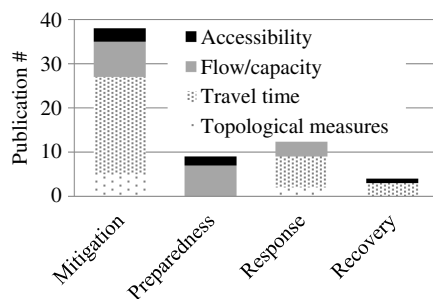 40
30
20
10
0
Publication #
Accessibility
Flow/capacity
Travel time
Topological measures
Mitigation
Preparedness
Response
Recovery